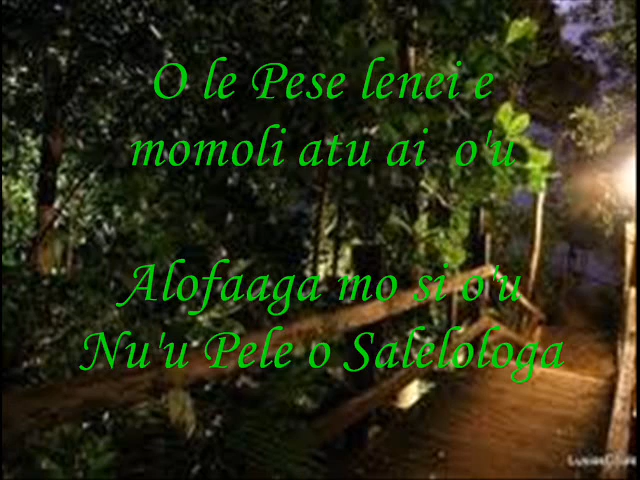 O le Pese lenei e
momoli atu ai o'u
Alofaaga mo si o'u
Nu'u Pele o Salelologa